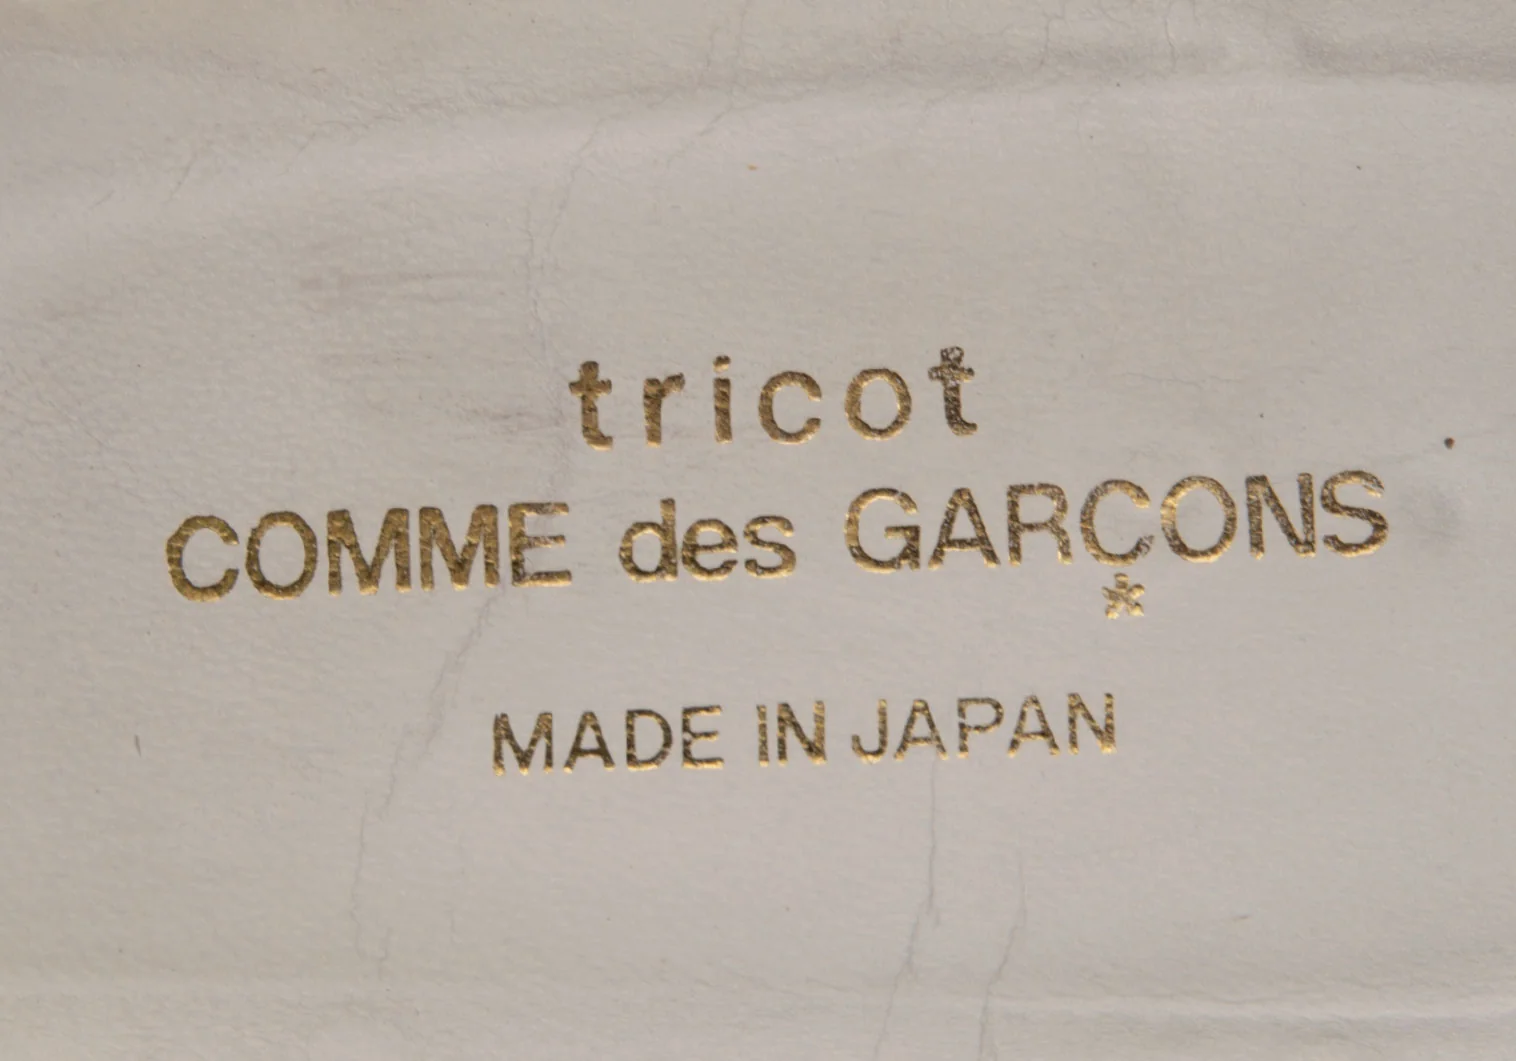 tricot
COMME des GARÇONS
*
MADE IN JAPAN